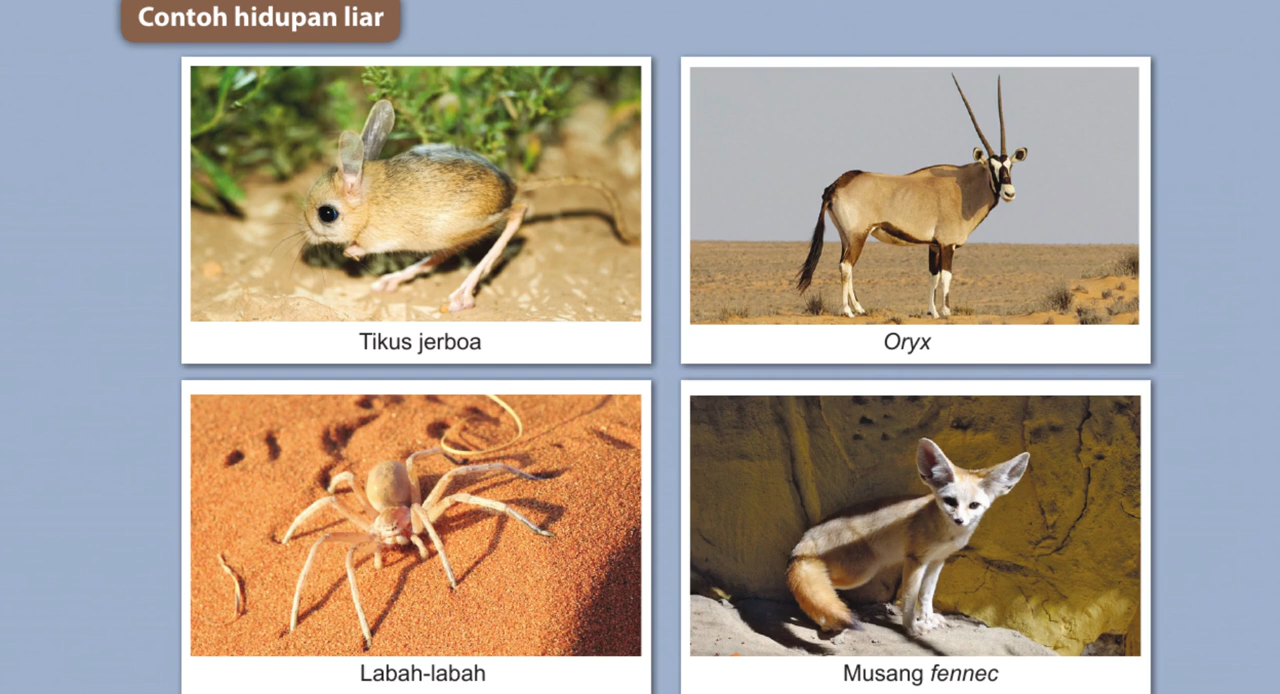 Contoh hidupan liar
Tikus jerboa
Oryx
Labah-labah
Musang fennec